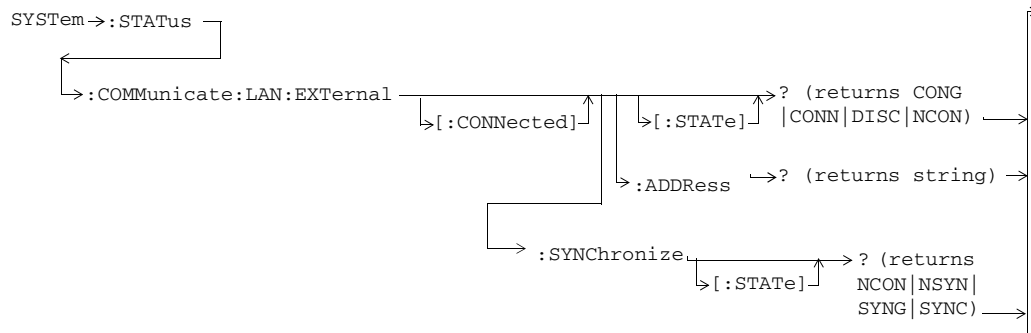 SYSTem :STATus
:COMMunicate:LAN:EXTernal
[:CONNected]
[:STATe]
? (returns CONG
|CONN|DISC|NCON)
:ADDRess
? (returns string)
:SYNChronize
[:STATe]
? (returns
NCON|NSYN|
SYNG|SYNC)